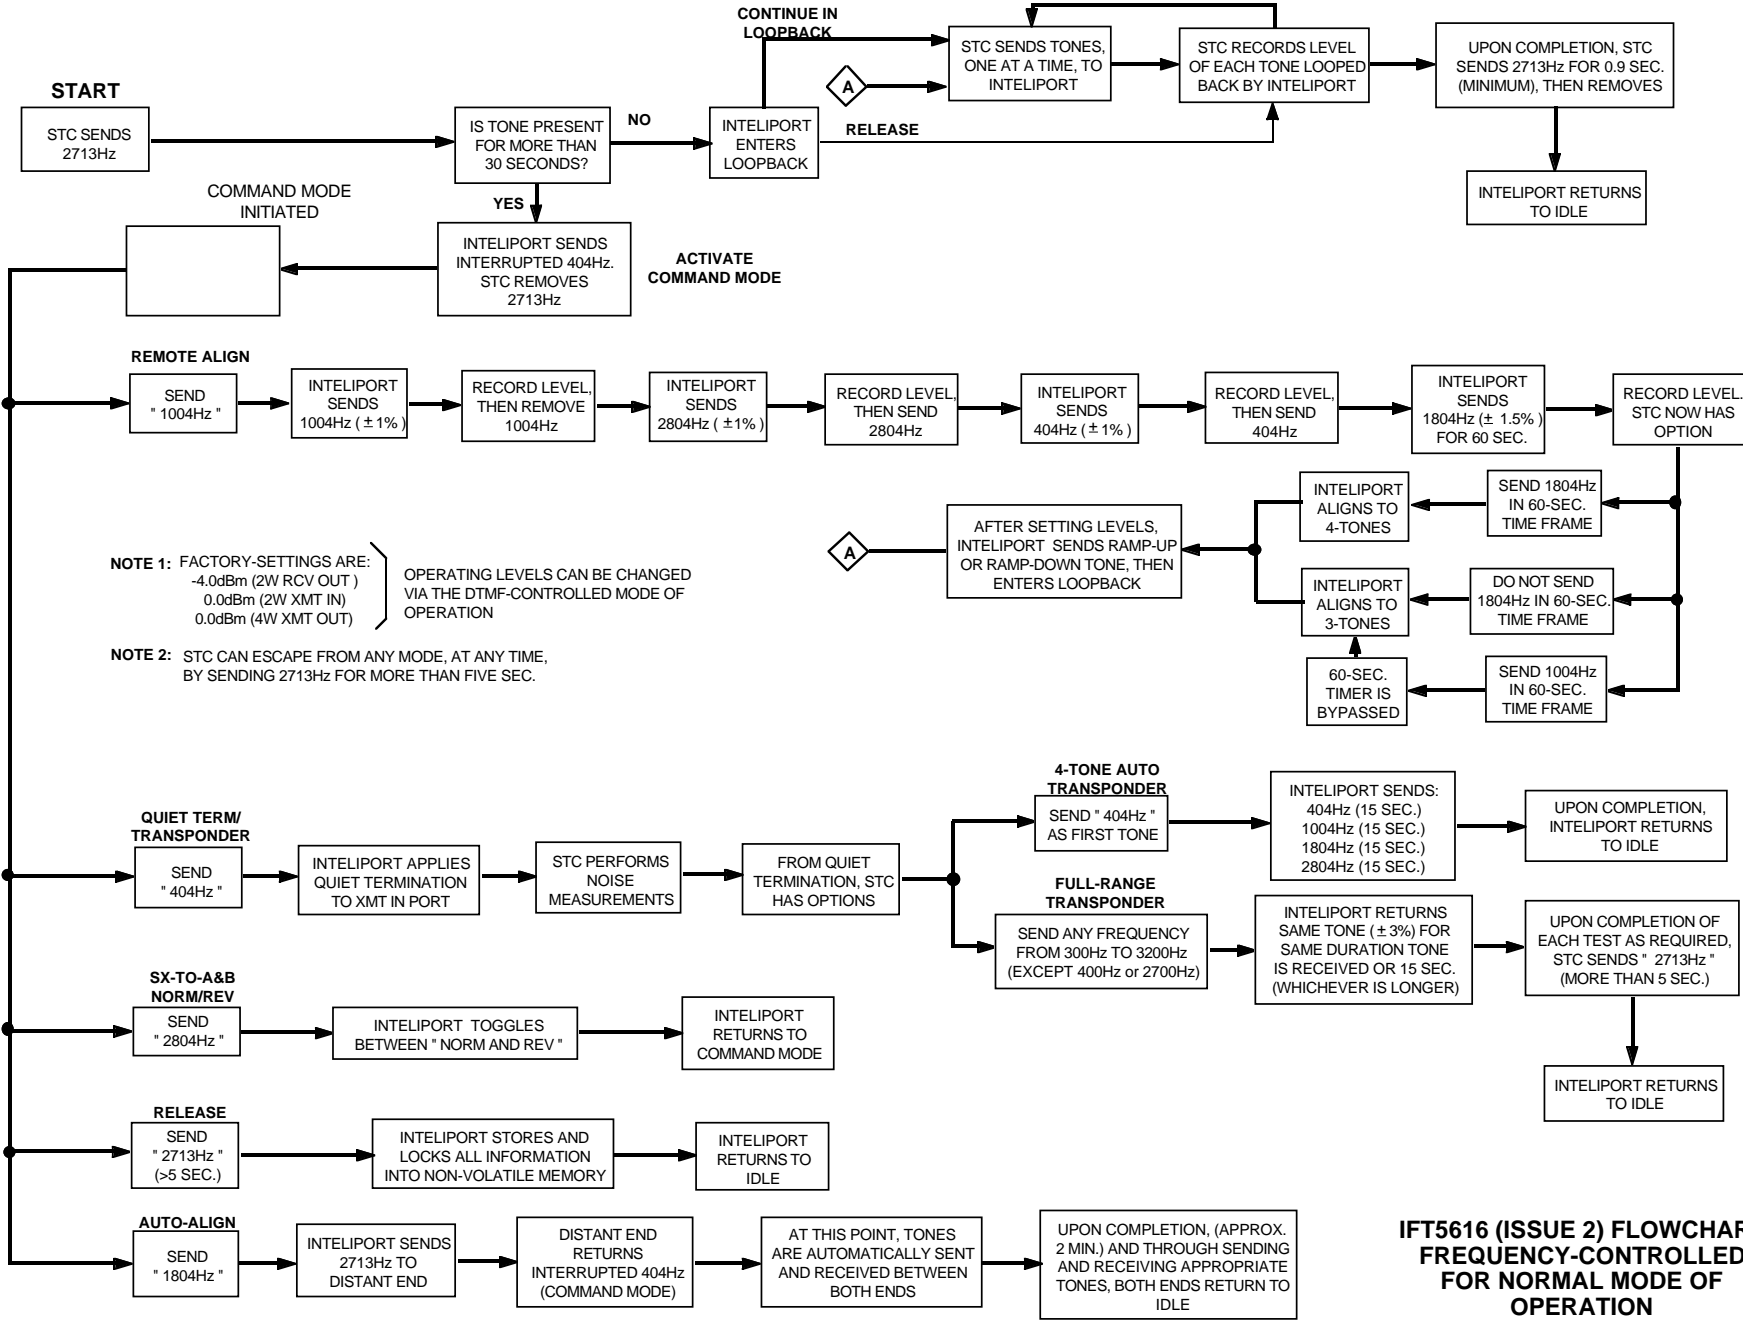 CONTINUE IN
LOOPBACK
STC SENDS TONES,
ONE AT A TIME, TO
INTELIPORT
STC RECORDS LEVEL
OF EACH TONE LOOPED
BACK BY INTELIPORT
UPON COMPLETION, STC
SENDS 2713Hz FOR 0.9 SEC.
(MINIMUM), THEN REMOVES
A
START
STC SENDS
2713Hz
IS TONE PRESENT
FOR MORE THAN
30 SECONDS?
NO
INTELIPORT
ENTERS
LOOPBACK
RELEASE
INTELIPORT RETURNS
TO IDLE
YES
COMMAND MODE
INITIATED
INTELIPORT SENDS
INTERRUPTED 404Hz.
STC REMOVES
2713Hz
ACTIVATE
COMMAND MODE
REMOTE ALIGN
SEND
" 1004Hz "
INTELIPORT
SENDS
1004Hz ( ±1% )
RECORD LEVEL,
THEN REMOVE
1004Hz
INTELIPORT
SENDS
2804Hz ( ±1% )
RECORD LEVEL,
THEN SEND
2804Hz
INTELIPORT
SENDS
404Hz ( ±1% )
RECORD LEVEL,
THEN SEND
404Hz
INTELIPORT
SENDS
1804Hz (± 1.5% )
FOR 60 SEC.
RECORD LEVEL.
STC NOW HAS
OPTION
A
AFTER SETTING LEVELS,
INTELIPORT SENDS RAMP-UP
OR RAMP-DOWN TONE, THEN
ENTERS LOOPBACK
INTELIPORT
ALIGNS TO
4-TONES
SEND 1804Hz
IN 60-SEC.
TIME FRAME
INTELIPORT
ALIGNS TO
3-TONES
DO NOT SEND
1804Hz IN 60-SEC.
TIME FRAME
60-SEC.
TIMER IS
BYPASSED
SEND 1004Hz
IN 60-SEC.
TIME FRAME
NOTE 1: FACTORY-SETTINGS ARE:
-4.0dBm (2W RCV OUT )
0.0dBm (2W XMT IN)
0.0dBm (4W XMT OUT)
OPERATING LEVELS CAN BE CHANGED
VIA THE DTMF-CONTROLLED MODE OF
OPERATION
NOTE 2: STC CAN ESCAPE FROM ANY MODE, AT ANY TIME,
BY SENDING 2713Hz FOR MORE THAN FIVE SEC.
QUIET TERM/
TRANSPONDER
SEND
" 404Hz "
INTELIPORT APPLIES
QUIET TERMINATION
TO XMT IN PORT
STC PERFORMS
NOISE
MEASUREMENTS
FROM QUIET
TERMINATION, STC
HAS OPTIONS
4-TONE AUTO
TRANSPONDER
SEND " 404Hz "
AS FIRST TONE
INTELIPORT SENDS:
404Hz (15 SEC.)
1004Hz (15 SEC.)
1804Hz (15 SEC.)
2804Hz (15 SEC.)
UPON COMPLETION,
INTELIPORT RETURNS
TO IDLE
FULL-RANGE
TRANSPONDER
SEND ANY FREQUENCY
FROM 300Hz TO 3200Hz
(EXCEPT 400Hz or 2700Hz)
INTELIPORT RETURNS
SAME TONE ( ±3%) FOR
SAME DURATION TONE
IS RECEIVED OR 15 SEC.
(WHICHEVER IS LONGER)
UPON COMPLETION OF
EACH TEST AS REQUIRED,
STC SENDS " 2713Hz "
(MORE THAN 5 SEC.)
INTELIPORT RETURNS
TO IDLE
SX-TO-A&B
NORM/REV
SEND
" 2804Hz "
INTELIPORT TOGGLES
BETWEEN " NORM AND REV "
INTELIPORT
RETURNS TO
COMMAND MODE
RELEASE
SEND
" 2713Hz "
(>5 SEC.)
INTELIPORT STORES AND
LOCKS ALL INFORMATION
INTO NON-VOLATILE MEMORY
INTELIPORT
RETURNS TO
IDLE
AUTO-ALIGN
SEND
" 1804Hz "
INTELIPORT SENDS
2713Hz TO
DISTANT END
DISTANT END
RETURNS
INTERRUPTED 404Hz
(COMMAND MODE)
AT THIS POINT, TONES
ARE AUTOMATICALLY SENT
AND RECEIVED BETWEEN
BOTH ENDS
UPON COMPLETION, (APPROX.
2 MIN.) AND THROUGH SENDING
AND RECEIVING APPROPRIATE
TONES, BOTH ENDS RETURN TO
IDLE
IFT5616 (ISSUE 2) FLOWCHAR
FREQUENCY-CONTROLLED
FOR NORMAL MODE OF
OPERATION